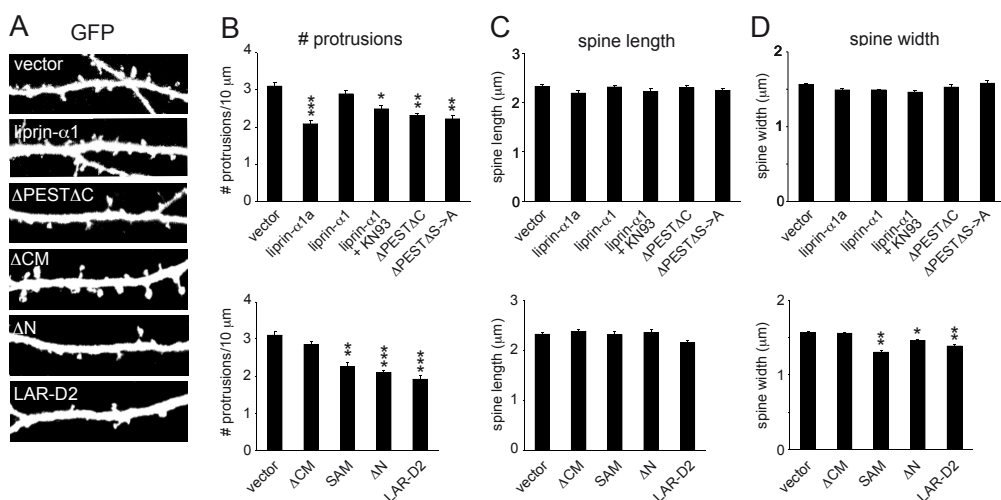 A
GFP
vector
liprin-α1
ΔPESTΔC
ΔCM
ΔN
LAR-D2
B
# protrusions
# protrusions/10 μm
4
3
2
1
0
***
*
**
**
vector
liprin-α1a
liprin-α1
liprin-α1
+ KN93
ΔPESTΔC
ΔPESTΔS->A
C
spine length
spine length (μm)
3
2
1
0
vector
liprin-α1a
liprin-α1
liprin-α1
+ KN93
ΔPESTΔC
ΔPESTΔS->A
D
spine width
spine width (μm)
2
1
0
vector
liprin-α1a
liprin-α1
liprin-α1
+ KN93
ΔPESTΔC
ΔPESTΔS->A
# protrusions/10 μm
4
3
2
1
0
**
***
***
vector
ΔCM
SAM
ΔN
LAR-D2
spine length (μm)
3
2
1
0
vector
ΔCM
SAM
ΔN
LAR-D2
spine width (μm)
2
1
0
**
*
**
vector
ΔCM
SAM
ΔN
LAR-D2